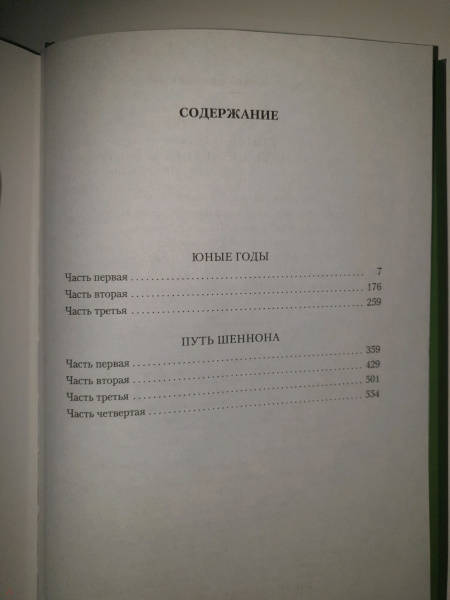 СОДЕРЖАНИЕ
ЮНЫЕ ГОДЫ
Часть первая . . . . . . . . . . . . . . . . . . . . . . . . . . . . . . . . . . . . 7
Часть вторая . . . . . . . . . . . . . . . . . . . . . . . . . . . . . . . . . . . . 176
Часть третья . . . . . . . . . . . . . . . . . . . . . . . . . . . . . . . . . . . . 259
ПУТЬ ШЕННОНА
Часть первая . . . . . . . . . . . . . . . . . . . . . . . . . . . . . . . . . . . . 359
Часть вторая . . . . . . . . . . . . . . . . . . . . . . . . . . . . . . . . . . . . 429
Часть третья . . . . . . . . . . . . . . . . . . . . . . . . . . . . . . . . . . . . 501
Часть четвертая . . . . . . . . . . . . . . . . . . . . . . . . . . . . . . . . . 554